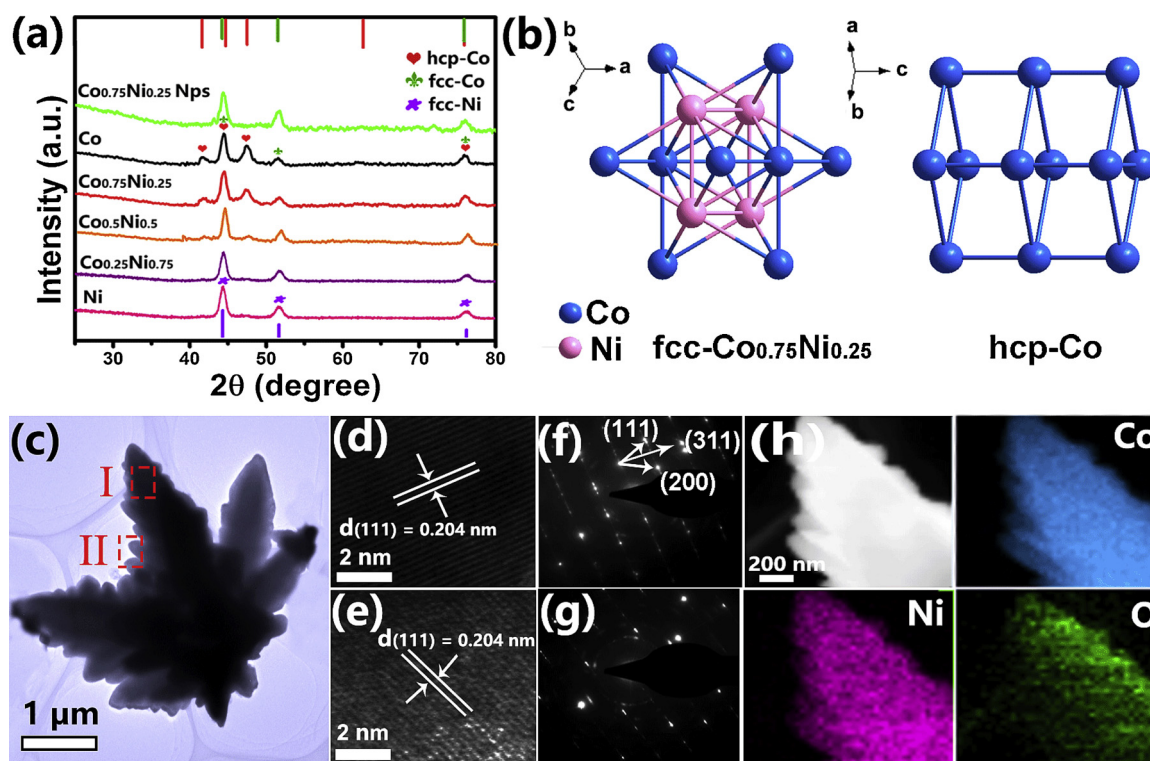 (a)
hcp-Co
fcc-Co
fcc-Ni
Co0.75Ni0.25 Nps
Co
Co0.75Ni0.25
Co0.5Ni0.5
Co0.25Ni0.75
Ni
Intensity (a.u.)
30 40 50 60 70 80
2θ (degree)
(b)
b
a
c
a
c
b
Co
Ni
fcc-Co0.75Ni0.25
hcp-Co
(c)
I
II
1 μm
(d)
d(111) = 0.204 nm
2 nm
(e)
d(111) = 0.204 nm
2 nm
(f)
(111)
(311)
(200)
(g)
(h)
200 nm
Co
Ni
O